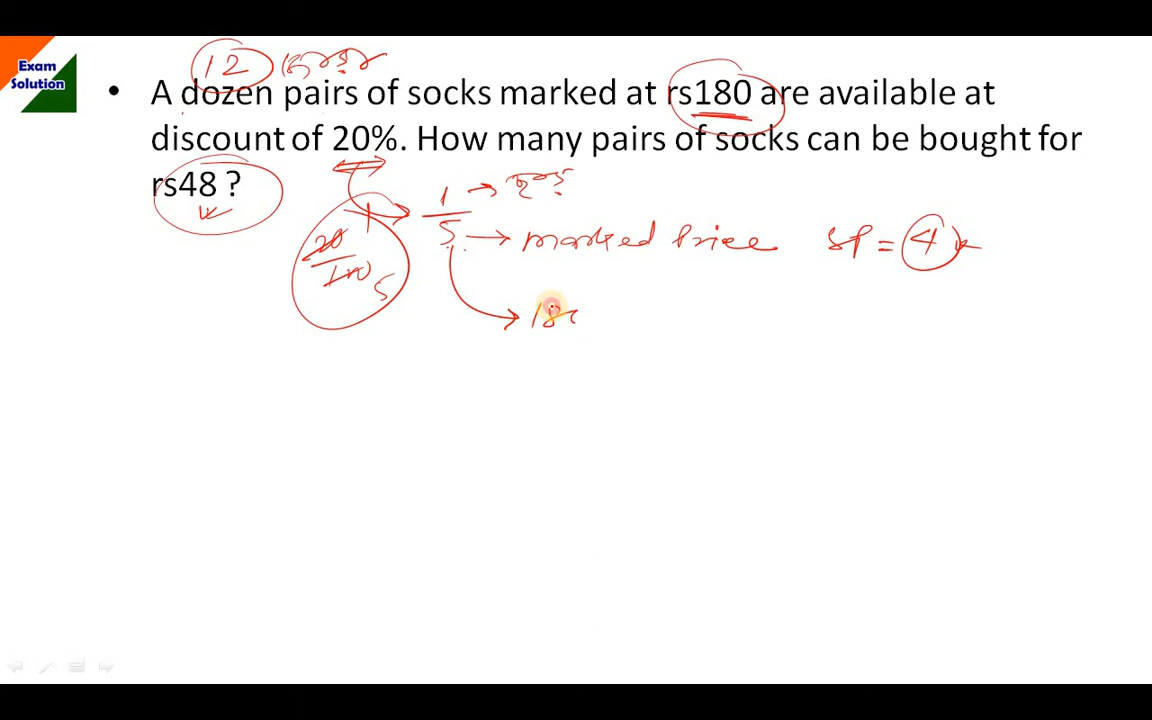 12
Exam
Solution
• A dozen pairs of socks marked at rs180 are available at
discount of 20%. How many pairs of socks can be bought for
rs48 ?
1/5 →
20/100 5
→ marked Price SP = 4
→ 180